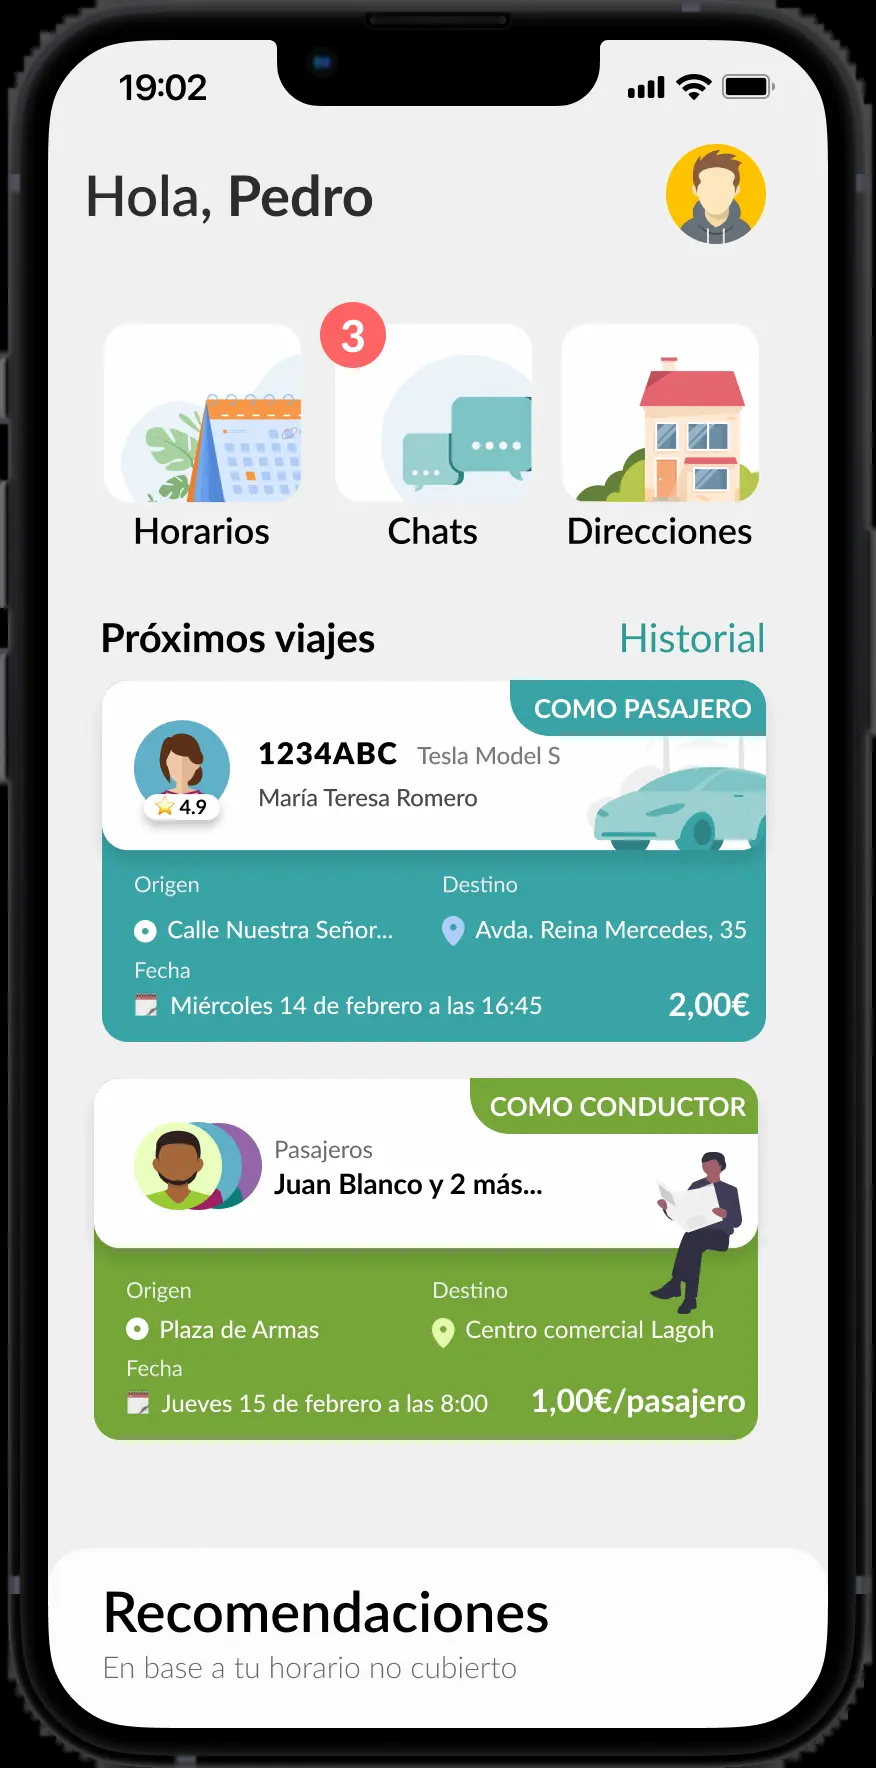 19:02
Hola, Pedro
3
Horarios
Chats
Direcciones
Próximos viajes
Historial
COMO PASAJERO
1234ABC Tesla Model S
María Teresa Romero
4.9
Origen
Destino
Calle Nuestra Señor...
Avda. Reina Mercedes, 35
Fecha
Miércoles 14 de febrero a las 16:45
2,00€
COMO CONDUCTOR
Pasajeros
Juan Blanco y 2 más...
Origen
Destino
Plaza de Armas
Centro comercial Lagoh
Fecha
Jueves 15 de febrero a las 8:00
1,00€/pasajero
Recomendaciones
En base a tu horario no cubierto